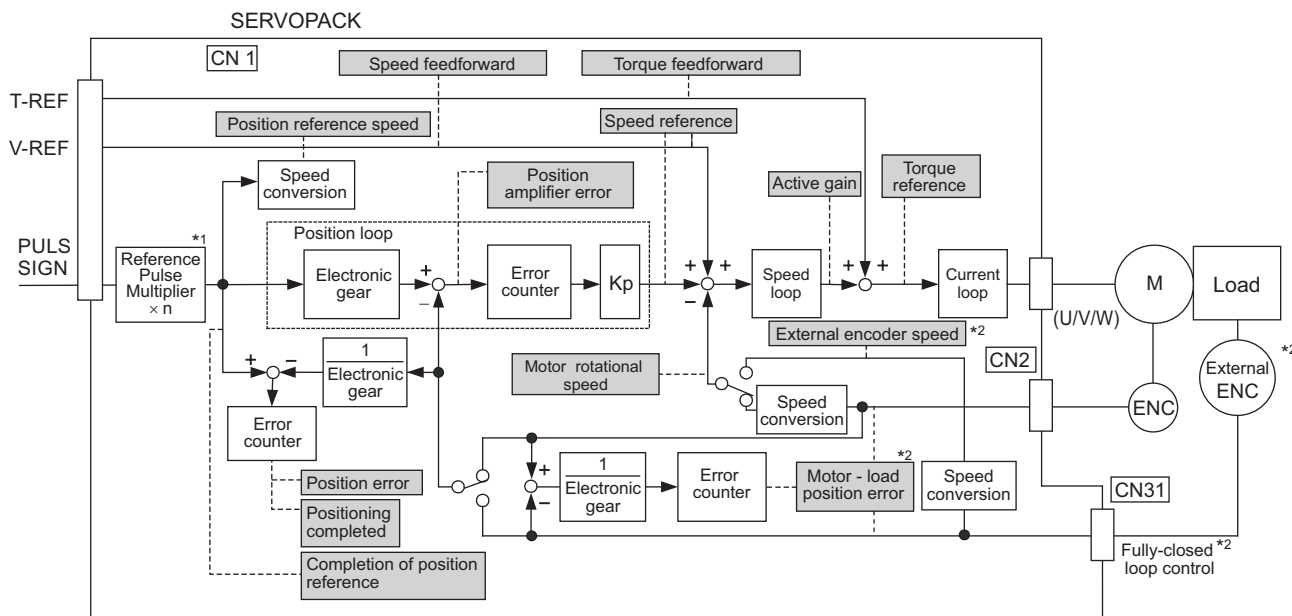 SERVOPACK
CN 1
Speed feedforward
Torque feedforward
T-REF
Position reference speed
Speed reference
V-REF
Speed
conversion
Position
amplifier error
Active gain
Torque
reference
PULS
SIGN
*1
Reference
Pulse
Multiplier
× n
Position loop
Electronic
gear
+
−
Error
counter
Kp
+
+
−
Speed
loop
+
+
Current
loop
M
Load
(U/V/W)
External encoder speed
*2
CN2
*2
External
ENC
+
−
1
Electronic
gear
Motor rotational
speed
Speed
conversion
ENC
Error
counter
*2
+
−
1
Electronic
gear
Error
counter
Motor - load
position error
Speed
conversion
CN31
Position error
Positioning
completed
Completion of position
reference
Fully-closed
loop control
*2